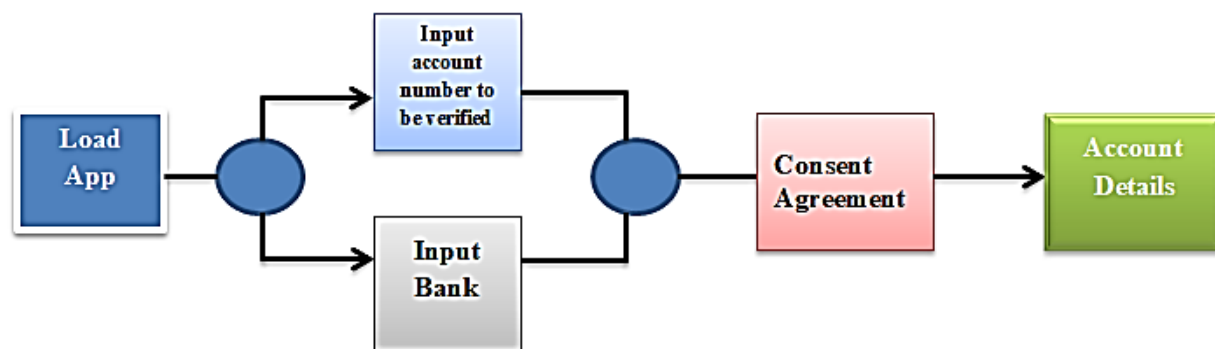 Load
App
Input
account
number to
be verified
Input
Bank
Consent
Agreement
Account
Details